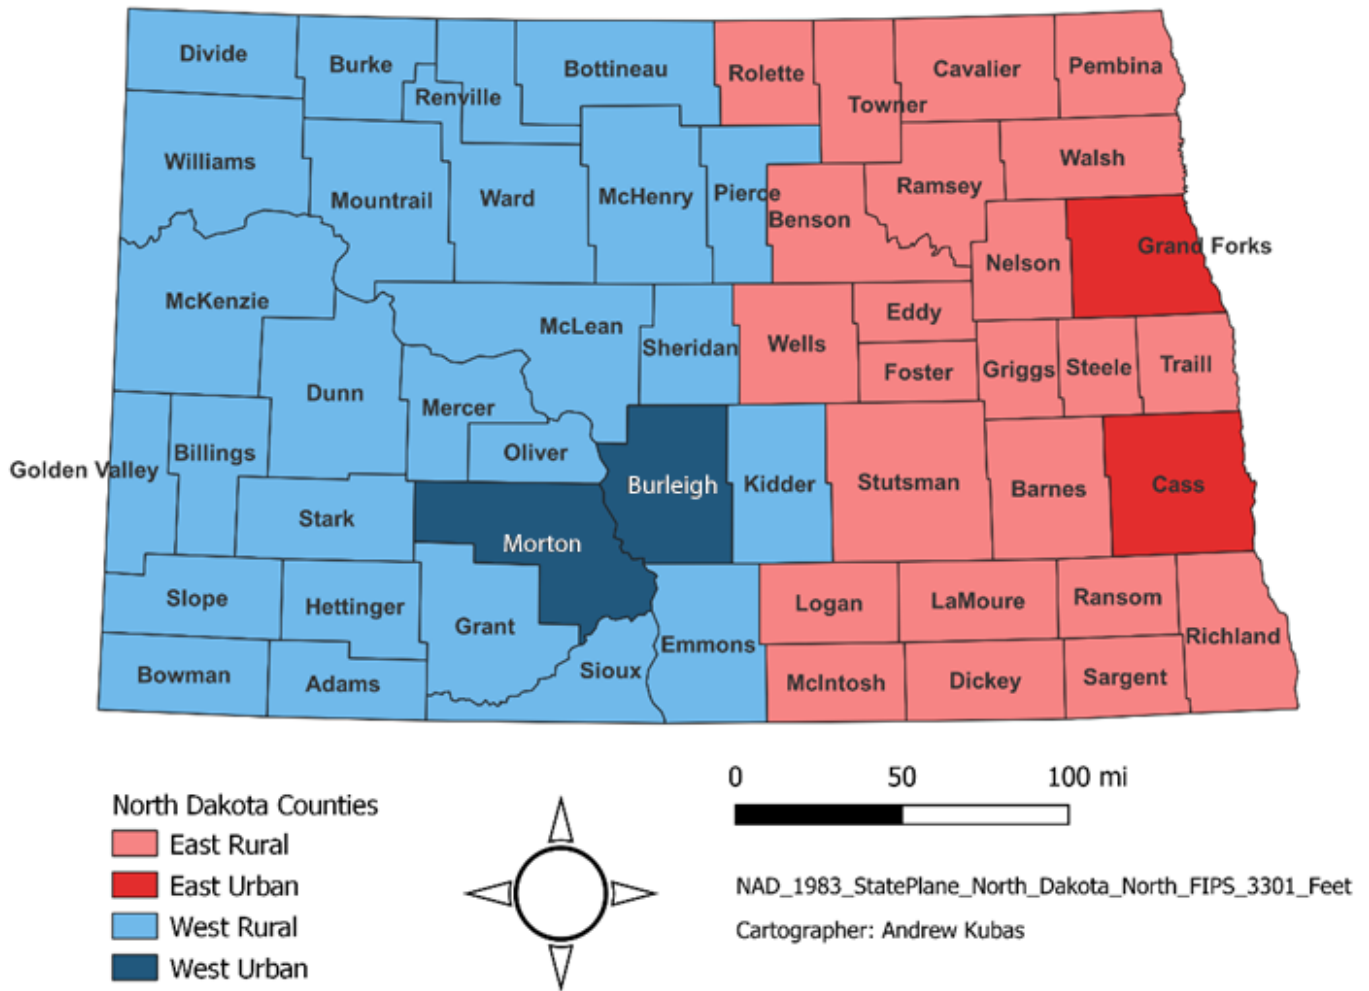 Divide
Burke
Renville
Bottineau
Rolette
Towner
Cavalier
Pembina
Williams
Mountrail
Ward
McHenry
Pierce
Benson
Ramsey
Walsh
Grand Forks
Nelson
McKenzie
McLean
Sheridan
Wells
Eddy
Foster
Griggs
Steele
Traill
Dunn
Mercer
Oliver
Golden Valley
Billings
Stark
Morton
Burleigh
Kidder
Stutsman
Barnes
Cass
Slope
Hettinger
Grant
Sioux
Emmons
Logan
LaMoure
Ransom
Richland
Bowman
Adams
McIntosh
Dickey
Sargent
0 50 100 mi
North Dakota Counties
East Rural
East Urban
West Rural
West Urban
NAD_1983_StatePlane_North_Dakota_North_FIPS_3301_Feet
Cartographer: Andrew Kubas